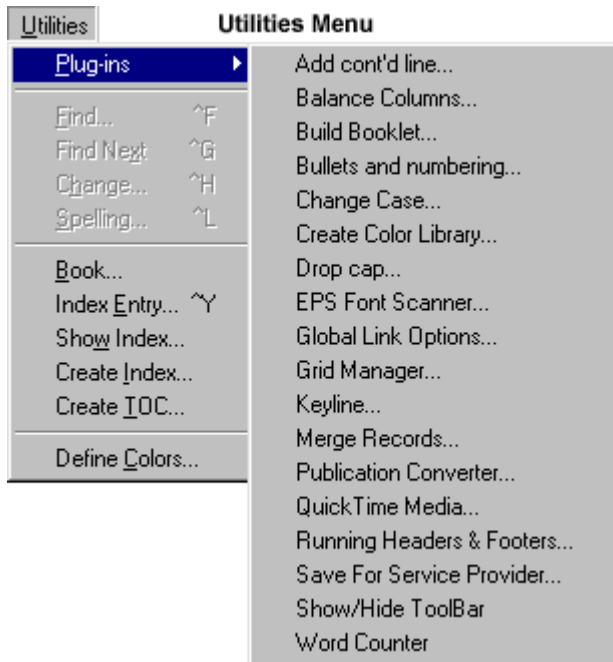 Utilities
Utilities Menu
Plug-ins
Find... ^F
Find Next ^G
Change... ^H
Spelling... ^L
Book...
Index Entry... ^Y
Show Index...
Create Index...
Create TOC...
Define Colors...
Add cont'd line...
Balance Columns...
Build Booklet...
Bullets and numbering...
Change Case...
Create Color Library...
Drop cap...
EPS Font Scanner...
Global Link Options...
Grid Manager...
Keyline...
Merge Records...
Publication Converter...
QuickTime Media...
Running Headers & Footers...
Save For Service Provider...
Show/Hide ToolBar
Word Counter